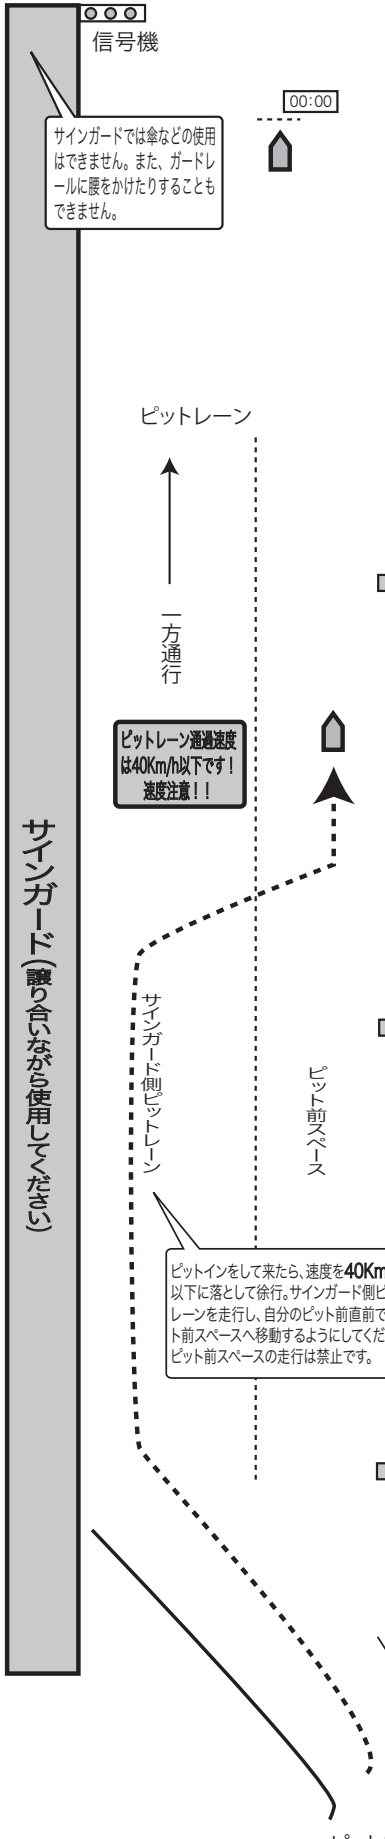 信号機
00:00
サインガードでは傘などの使用
はできません。また、ガードレ
ールに腰をかけたりすることも
できません。
ピットレーン
一方通行
ピットレーン通過速度
は40Km/h以下です！
速度注意！！
サインガード（譲り合いながら使用してください）
サインガード側ピットレーン
ピット前スペース
ピットインをして来たら、速度を40Km
以下に落として徐行。サインガード側ピ
レーンを走行し、自分のピット前直前で
ト前スペースへ移動するようにしてくだ
ピット前スペースの走行は禁止です。